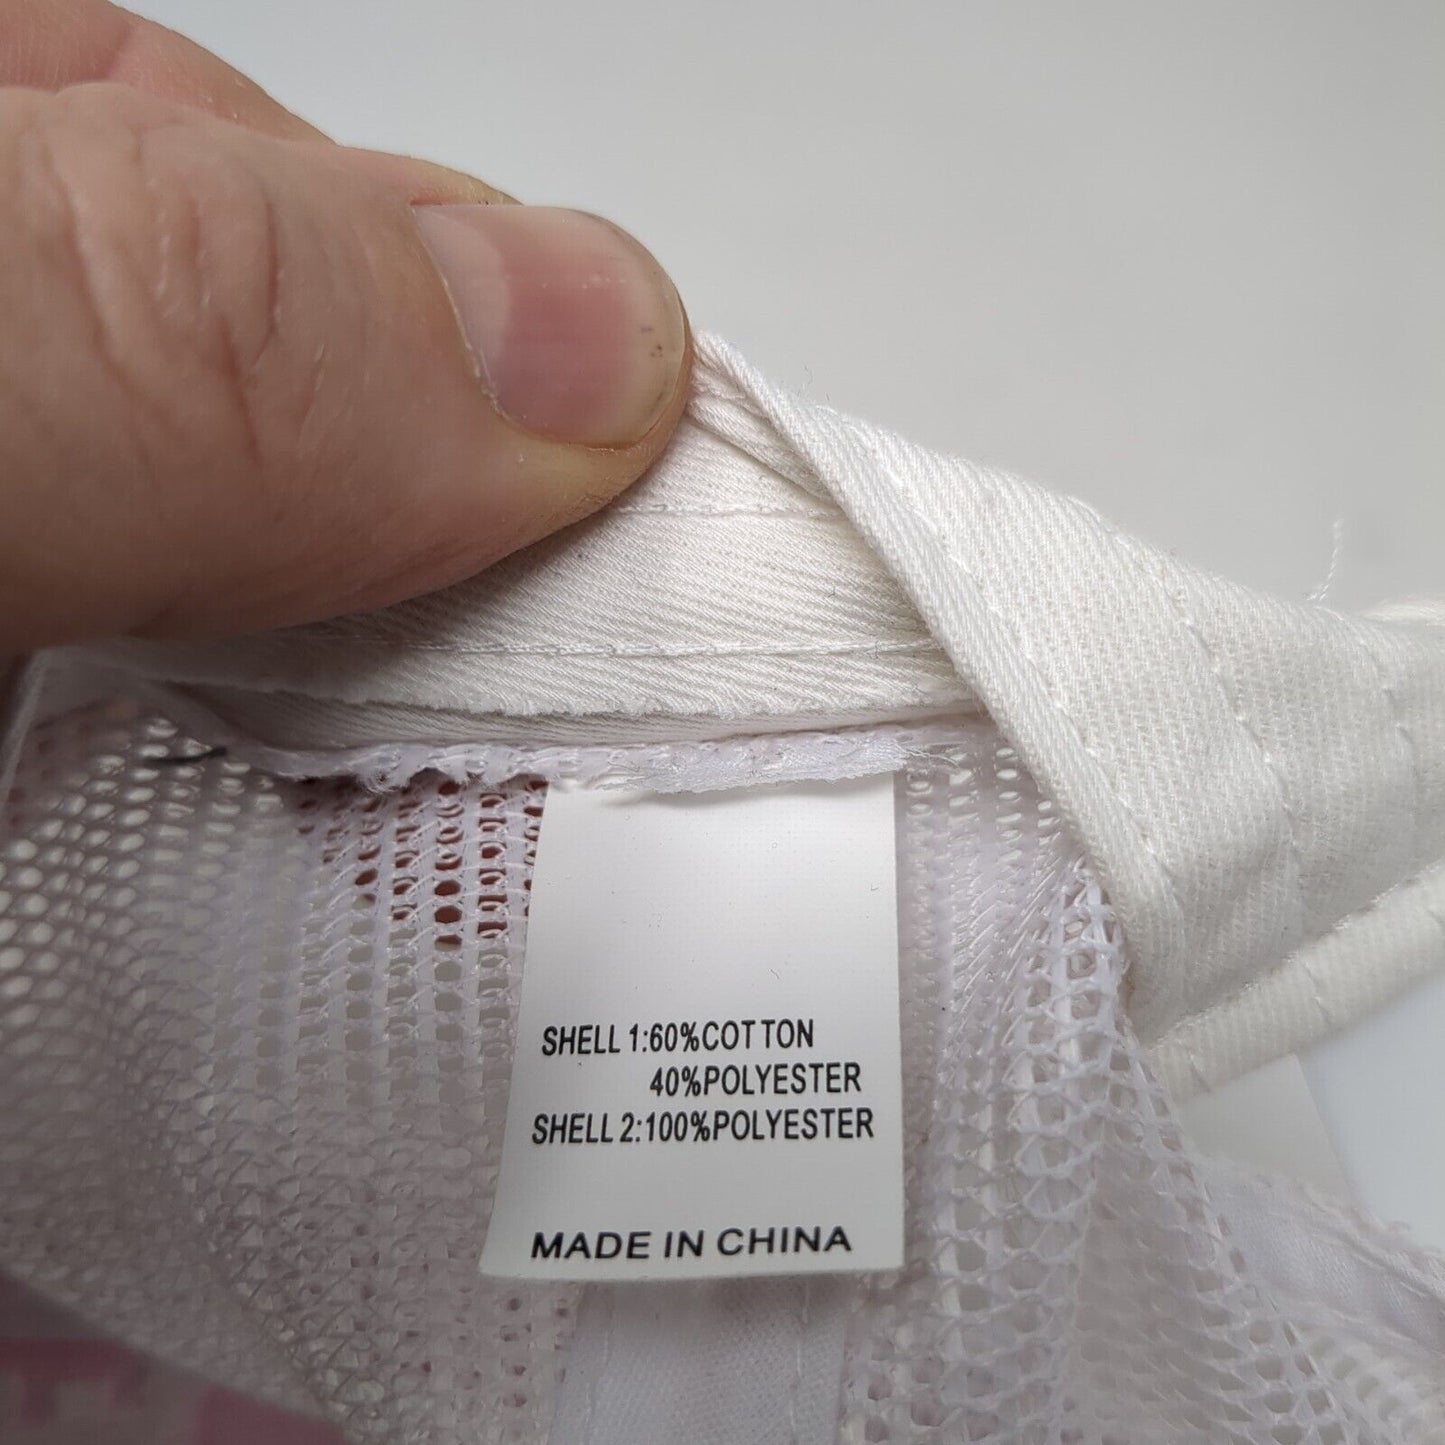 SHELL 1:60%COTTON
40%POLYESTER
SHELL 2:100%POLYESTER
MADE IN CHINA